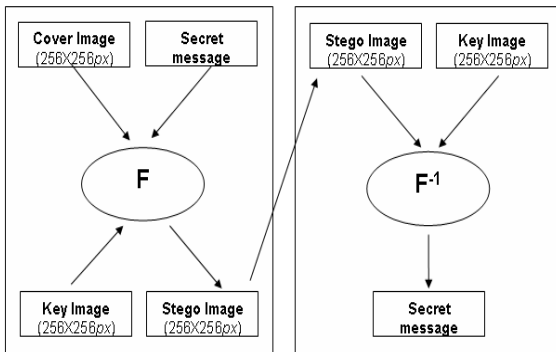 Cover Image
(256X256px)
Secret
message
F
Key Image
(256X256px)
Stego Image
(256X256px)
Stego Image
(256X256px)
Key Image
(256X256px)
F-1
Secret
message